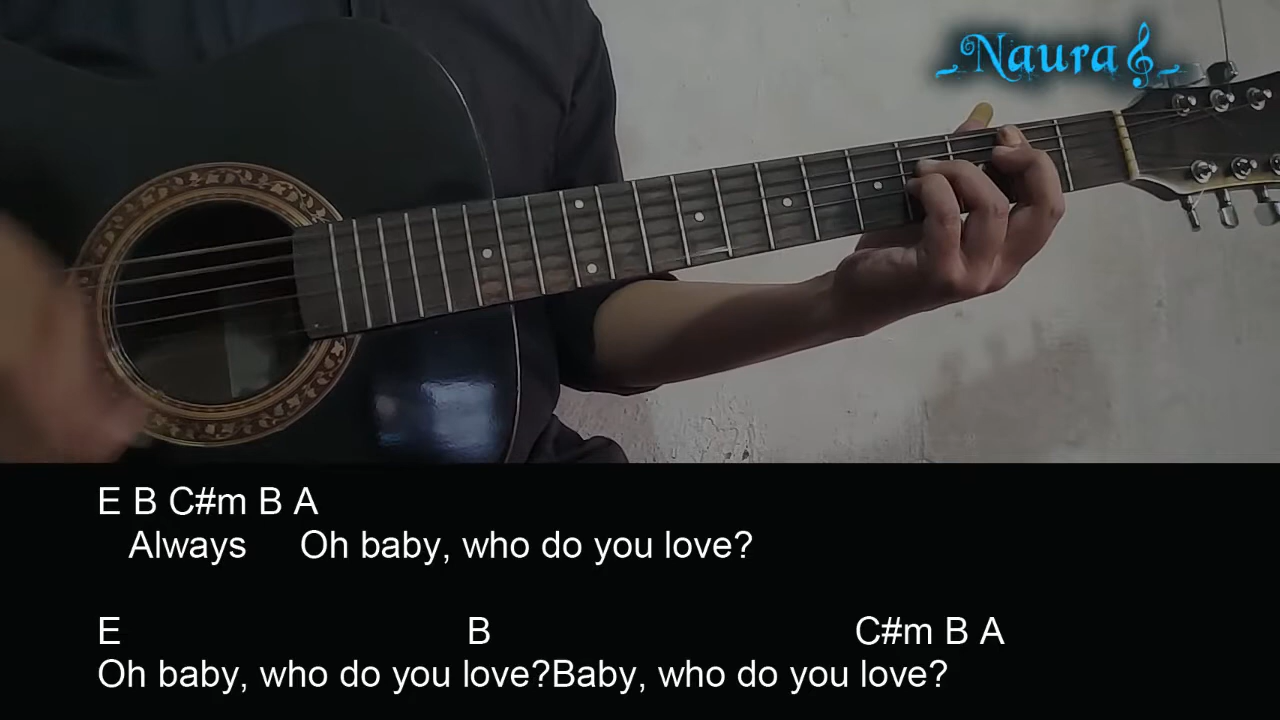 Naura
E B C#m B A
Always Oh baby, who do you love?
E B C#m B A
Oh baby, who do you love?Baby, who do you love?